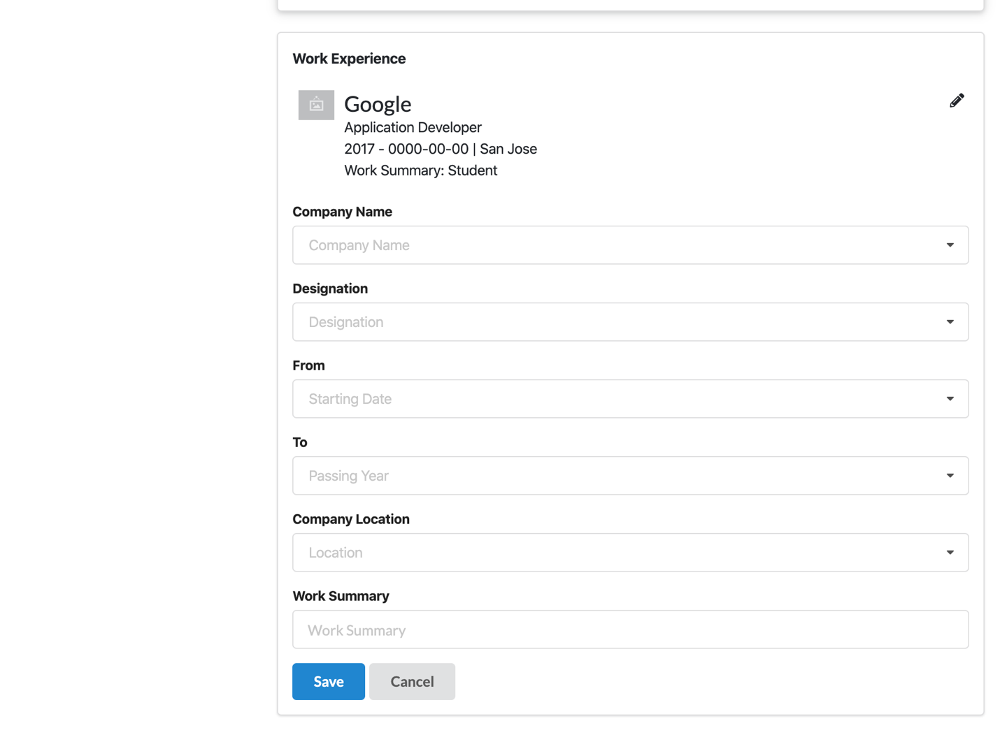 Work Experience
Google
Application Developer
2017 - 0000-00-00 | San Jose
Work Summary: Student
Company Name
Company Name
Designation
Designation
From
Starting Date
To
Passing Year
Company Location
Location
Work Summary
Work Summary
Save Cancel